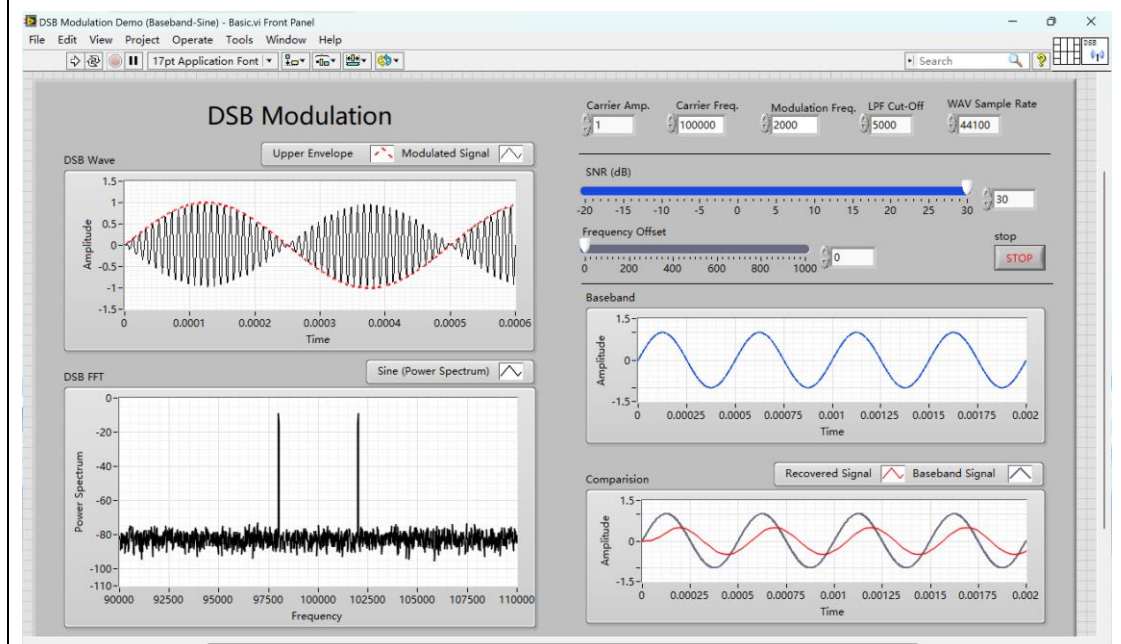 DSB Modulation Demo (Baseband-Sine) - Basic.vi Front Panel
File Edit View Project Operate Tools Window Help
17pt Application Font
Search
DSB
DSB Modulation
Carrier Amp. Carrier Freq. Modulation Freq. LPF Cut-Off WAV Sample Rate
1 100000 2000 5000 44100
DSB Wave
Upper Envelope Modulated Signal
1.5
1
0.5
0
-0.5
-1
-1.5
Amplitude
0 0.0001 0.0002 0.0003 0.0004 0.0005 0.0006
Time
SNR (dB)
-20 -15 -10 -5 0 5 10 15 20 25 30
30
Frequency Offset
0 200 400 600 800 1000
0
stop
STOP
Baseband
1.5
0
-1.5
Amplitude
0 0.00025 0.0005 0.00075 0.001 0.00125 0.0015 0.00175 0.002
Time
DSB FFT
Sine (Power Spectrum)
0
-20
-40
-60
-80
-100
-110
Power Spectrum
90000 92500 95000 97500 100000 102500 105000 107500 110000
Frequency
Comparision
Recovered Signal Baseband Signal
1.5
0
-1.5
Amplitude
0 0.00025 0.0005 0.00075 0.001 0.00125 0.0015 0.00175 0.002
Time